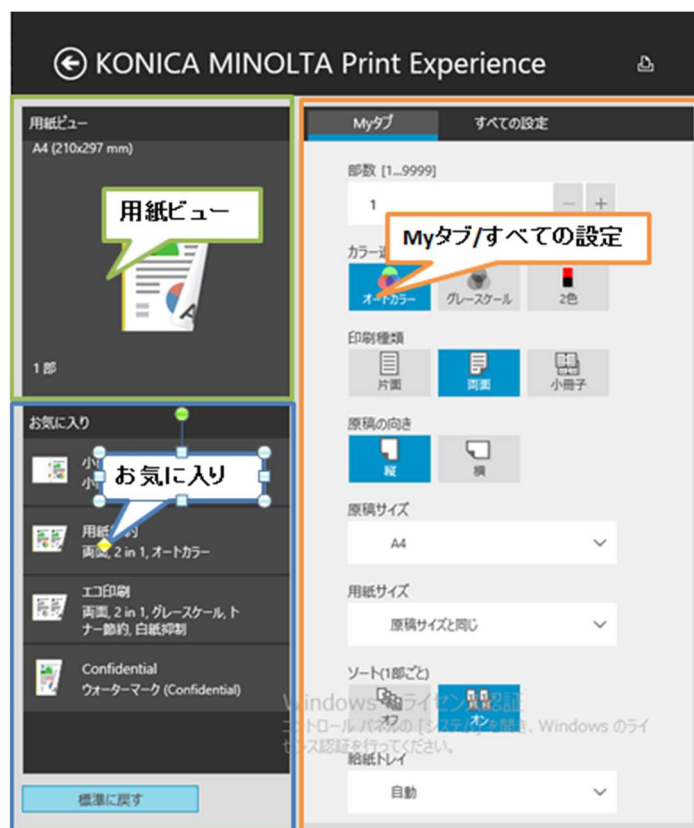 KONICA MINOLTA Print Experience
用紙ビュー
A4 (210x297 mm)
用紙ビュー
1 部
お気に入り
お気に入り
両面, 2 in 1, オートカラー
エコ印刷
両面, 2 in 1, グレースケール, ト
ナー節約, 白紙抑制
Confidential
ウォーターマーク (Confidential)
標準に戻す
Myタブ
すべての設定
部数 [1...9999]
1
Myタブ/すべての設定
オートカラー
グレースケール
2色
印刷種類
片面
両面
小冊子
原稿の向き
縦
横
原稿サイズ
A4
用紙サイズ
原稿サイズと同じ
ソート(1部ごと)
オフ
オン
給紙トレイ
自動
Windows のライセンス認証
コントロール パネルの [システム] を開き、Windows のライ
センス認証を行ってください。